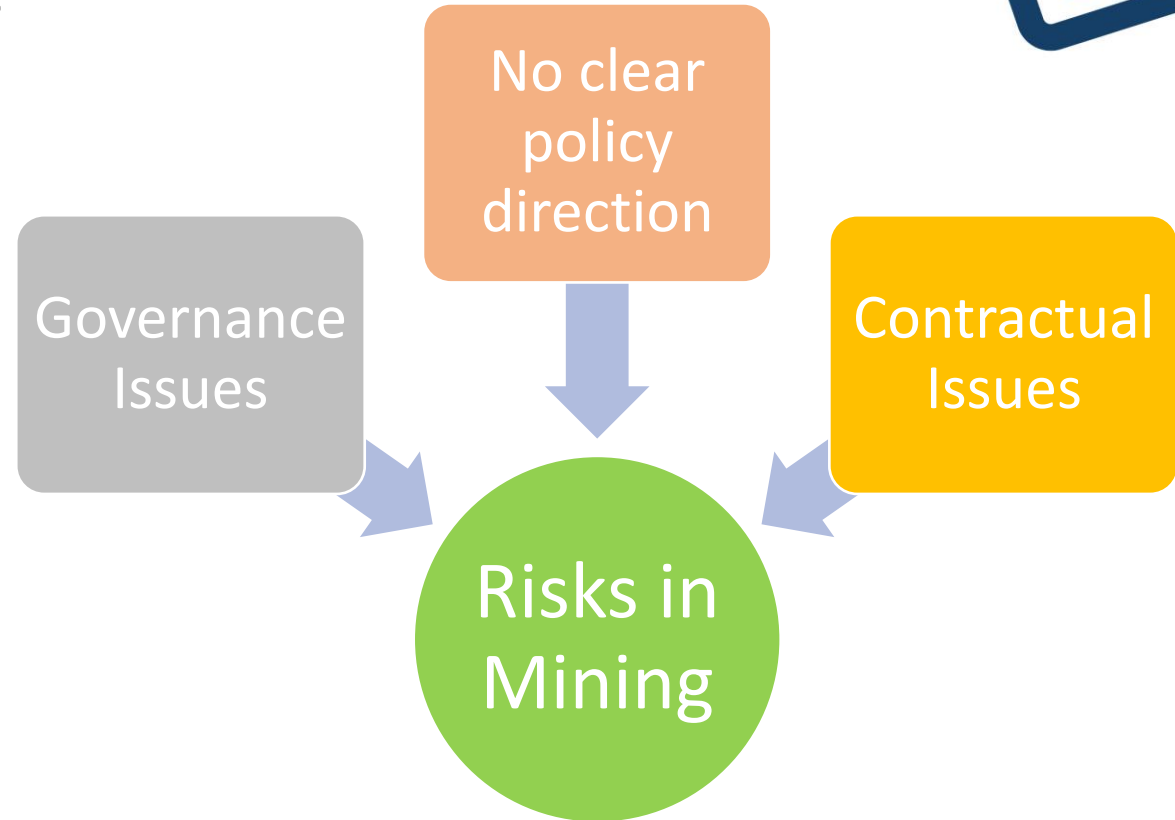 No clear
policy
direction
Governance
Issues
Contractual
Issues
Risks in
Mining